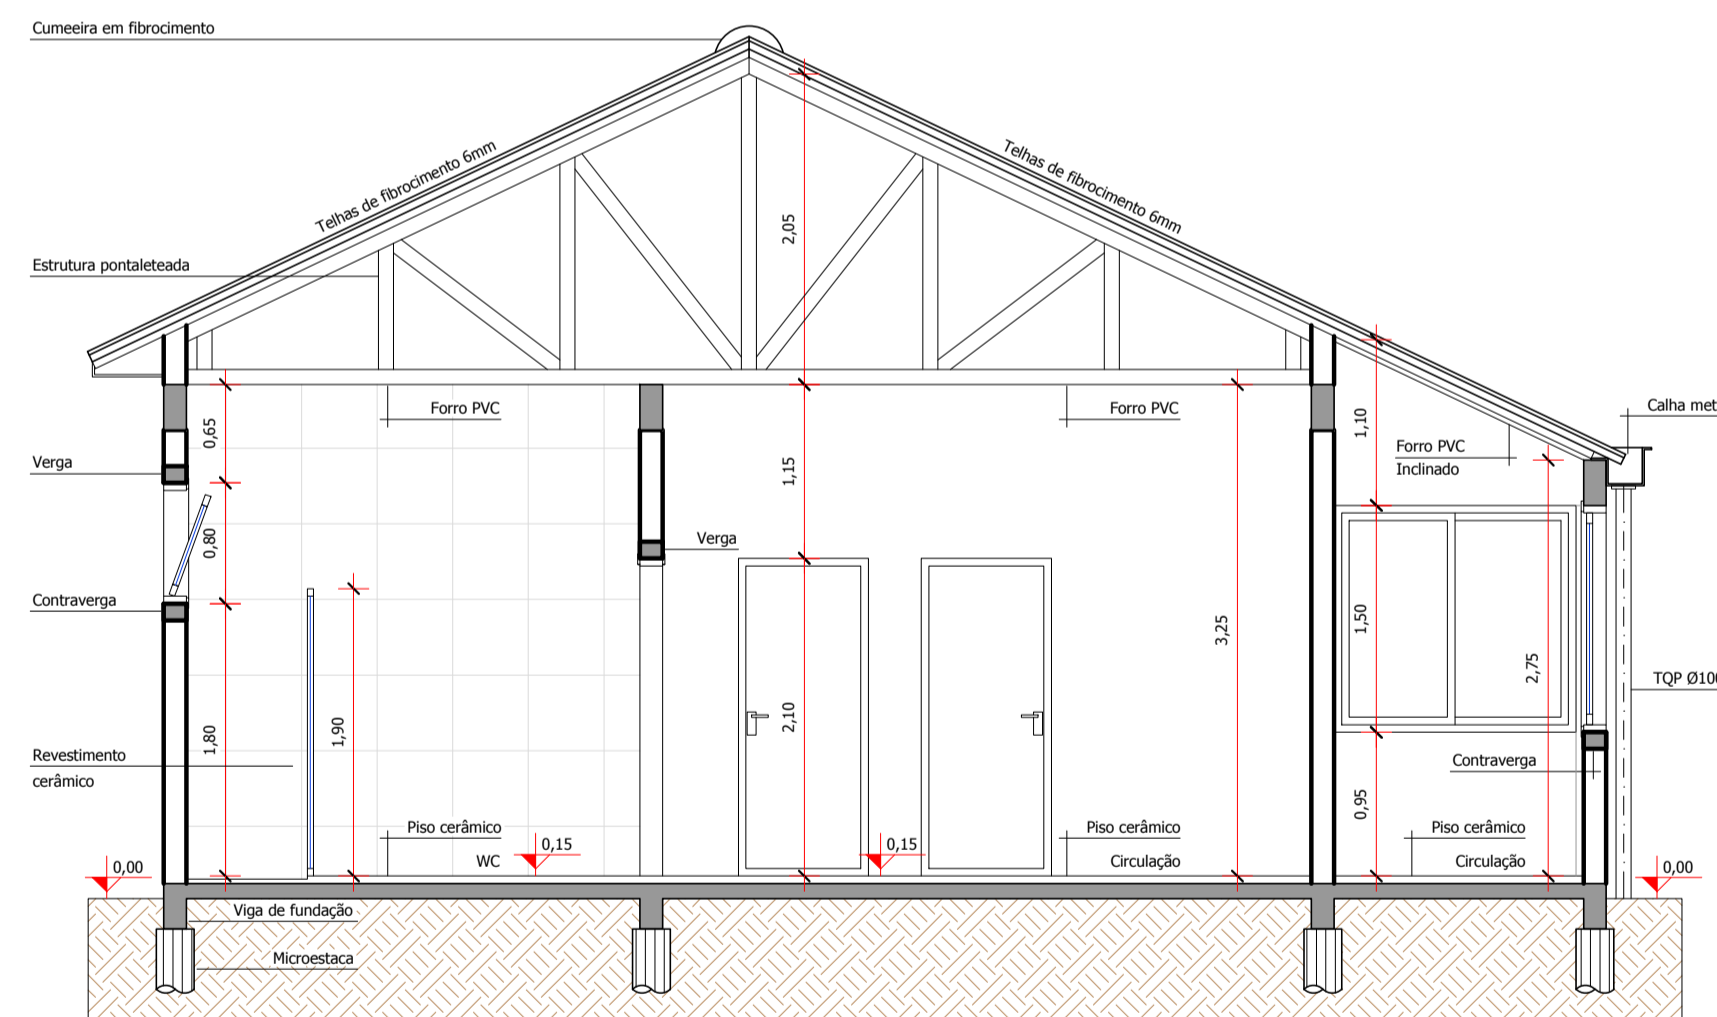 Cumeeira em fibrocimento
Telhas de fibrocimento 6mm
Telhas de fibrocimento 6mm
2,05
Estrutura pontaleteada
Forro PVC
Forro PVC
Calha met
0,65
1,10
Forro PVC
Inclinado
Verga
1,15
0,80
Verga
Contraverga
1,50
3,25
2,75
TQP Ø100
1,80
1,90
2,10
Revestimento
cerâmico
Contraverga
0,95
Piso cerâmico
WC
0,15
0,15
Piso cerâmico
Circulação
Piso cerâmico
Circulação
0,00
0,00
Viga de fundação
Microestaca